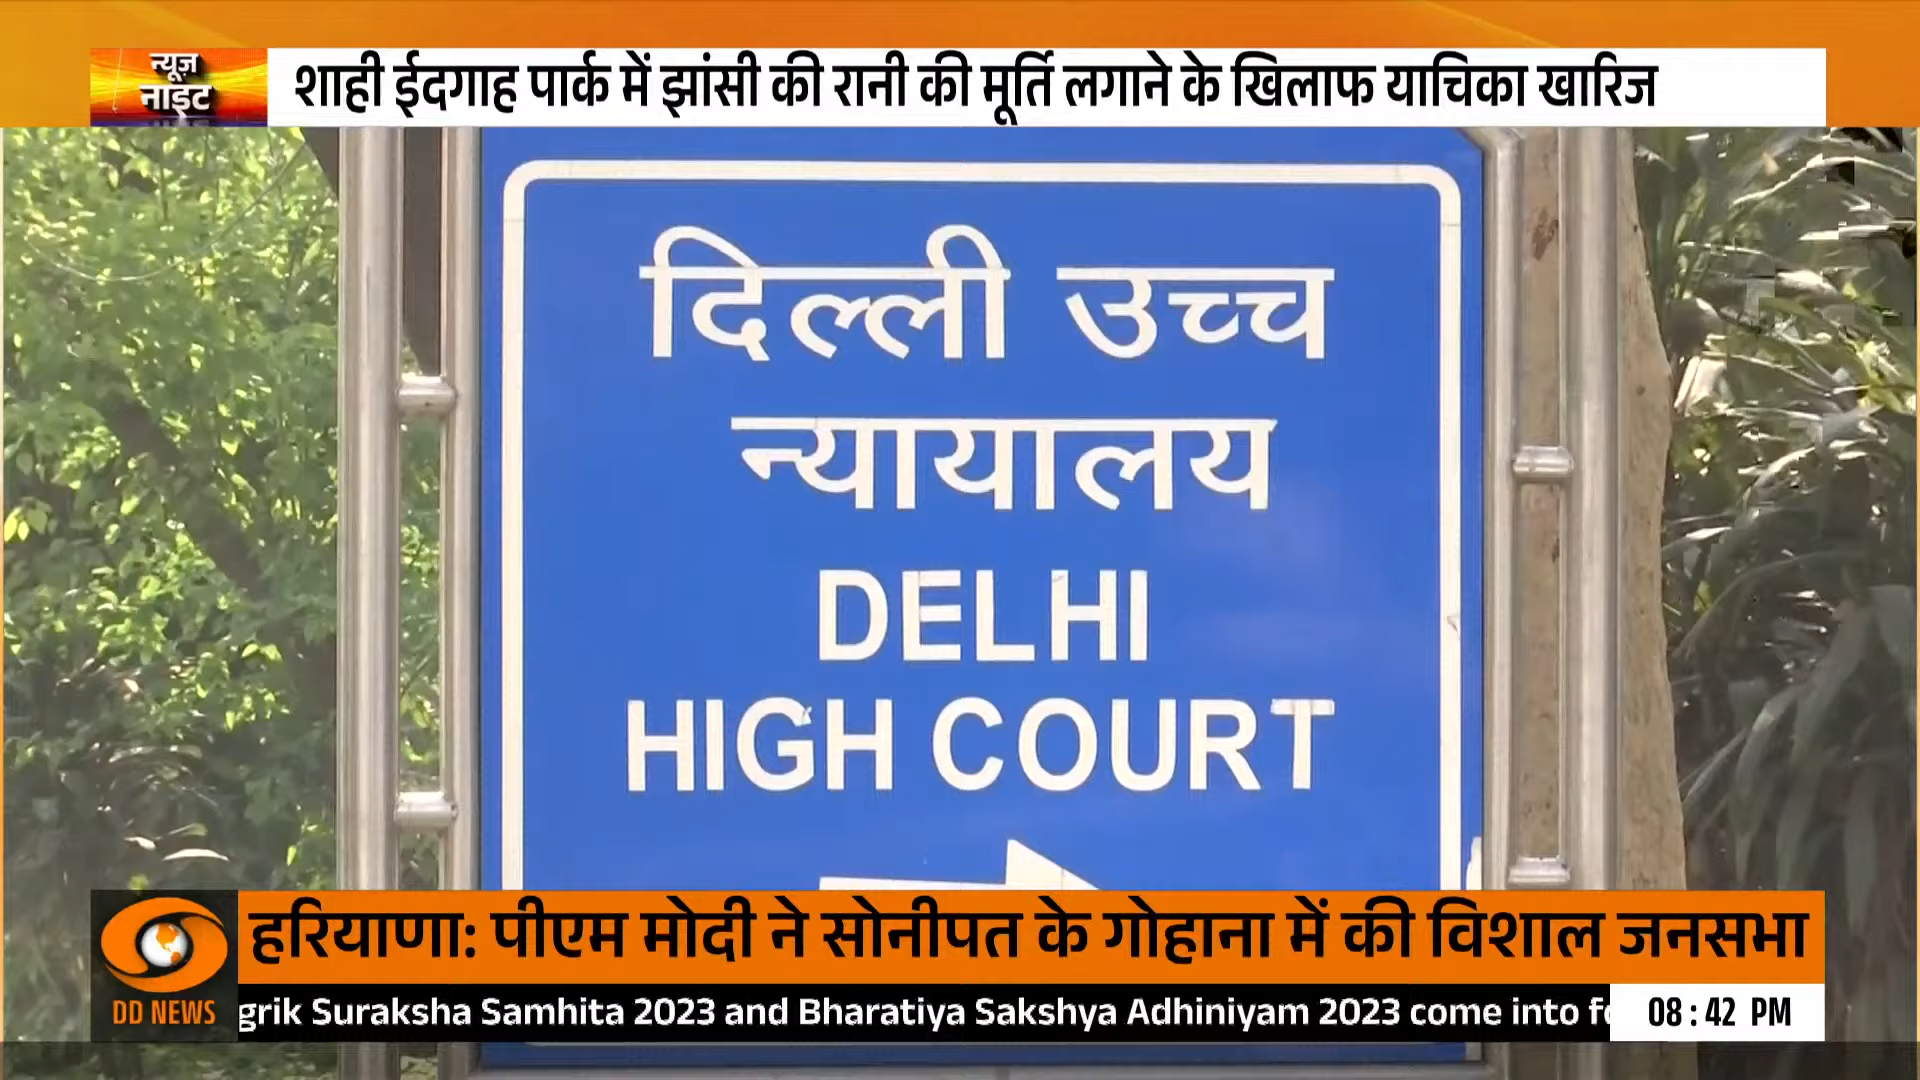 न्यूज़
नाइट
शाही ईदगाह पार्क में झांसी की रानी की मूर्ति लगाने के खिलाफ याचिका खारिज
दिल्ली उच्च
न्यायालय
DELHI
HIGH COURT
हरियाणा: पीएम मोदी ने सोनीपत के गोहाना में की विशाल जनसभा
DD NEWS
grik Suraksha Samhita 2023 and Bharatiya Sakshya Adhiniyam 2023 come into fo
08:42 PM